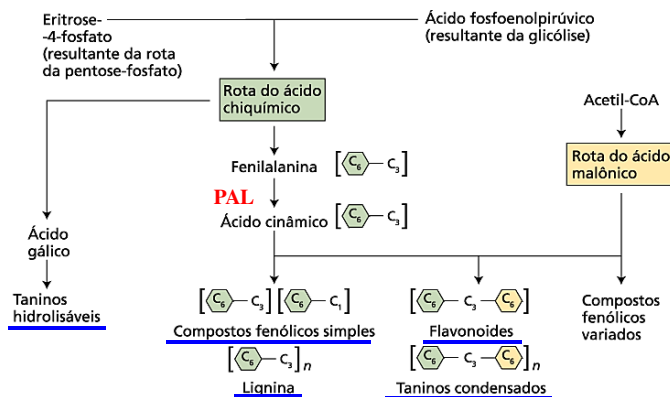 Eritrose-
-4-fosfato
(resultante da rota
da pentose-fosfato)
Ácido fosfoenolpirúvico
(resultante da glicólise)
Rota do ácido
chiquímico
Acetil-CoA
Fenilalanina
[C₆ — C₃]
Rota do ácido
malônico
PAL
Ácido cinâmico
[C₆ — C₃]
Ácido
gálico
Taninos
hidrolisáveis
[C₆ — C₃] [C₆ — C₁]
Compostos fenólicos simples
[C₆ — C₃]n
Lignina
[C₆ — C₃ — C₆]
Flavonoides
[C₆ — C₃ — C₆]n
Taninos condensados
Compostos
fenólicos
variados